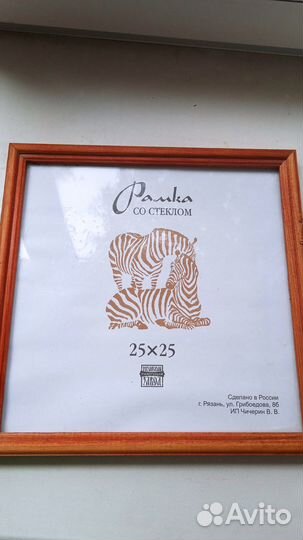 Рамка
СО СТЕКЛОМ
25×25
Сделано в России
г. Рязань, ул. Грибоедова, 86
ИП Чичерин В. В.
Avito